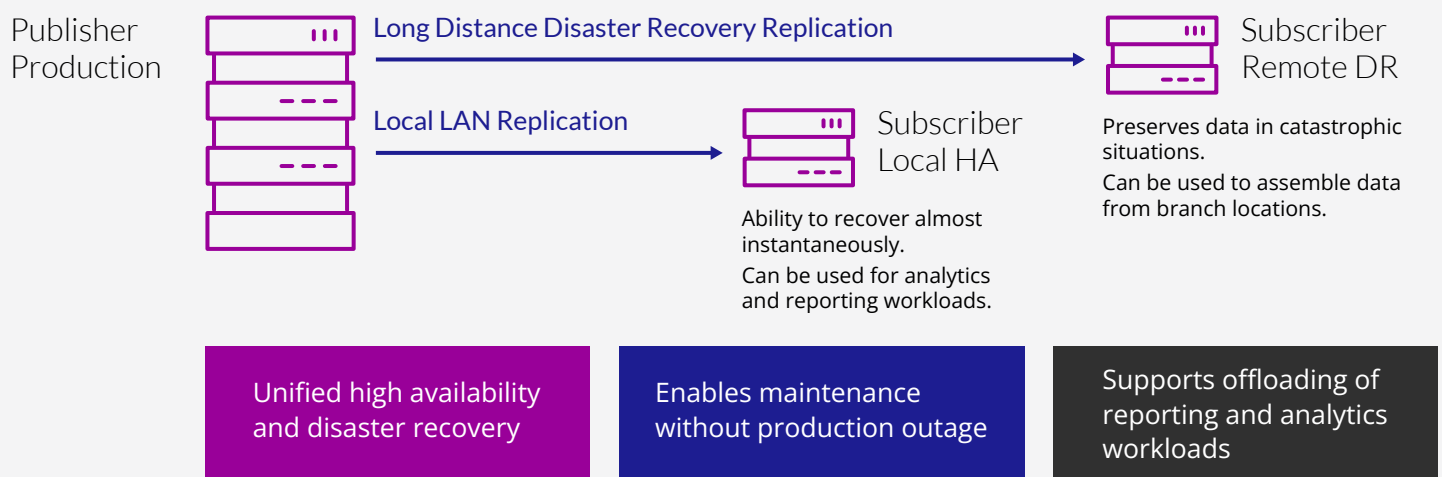 Publisher
Production
Long Distance Disaster Recovery Replication
Subscriber
Remote DR
Local LAN Replication
Subscriber
Local HA
Preserves data in catastrophic
situations.
Can be used to assemble data
from branch locations.
Ability to recover almost
instantaneously.
Can be used for analytics
and reporting workloads.
Unified high availability
and disaster recovery
Enables maintenance
without production outage
Supports offloading of
reporting and analytics
workloads